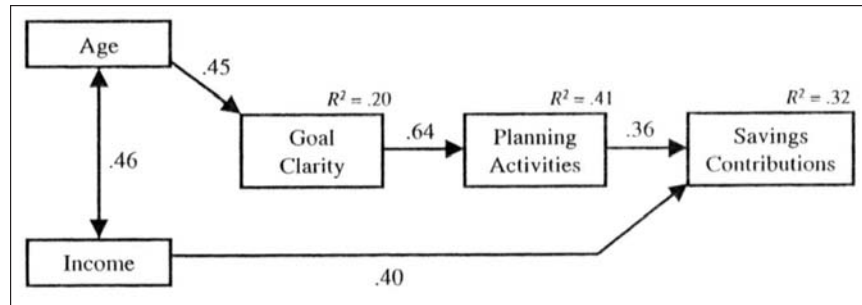 Age
.45
R² = .20
R² = .41
R² = .32
Goal
Clarity
.64
Planning
Activities
.36
Savings
Contributions
.46
Income
.40